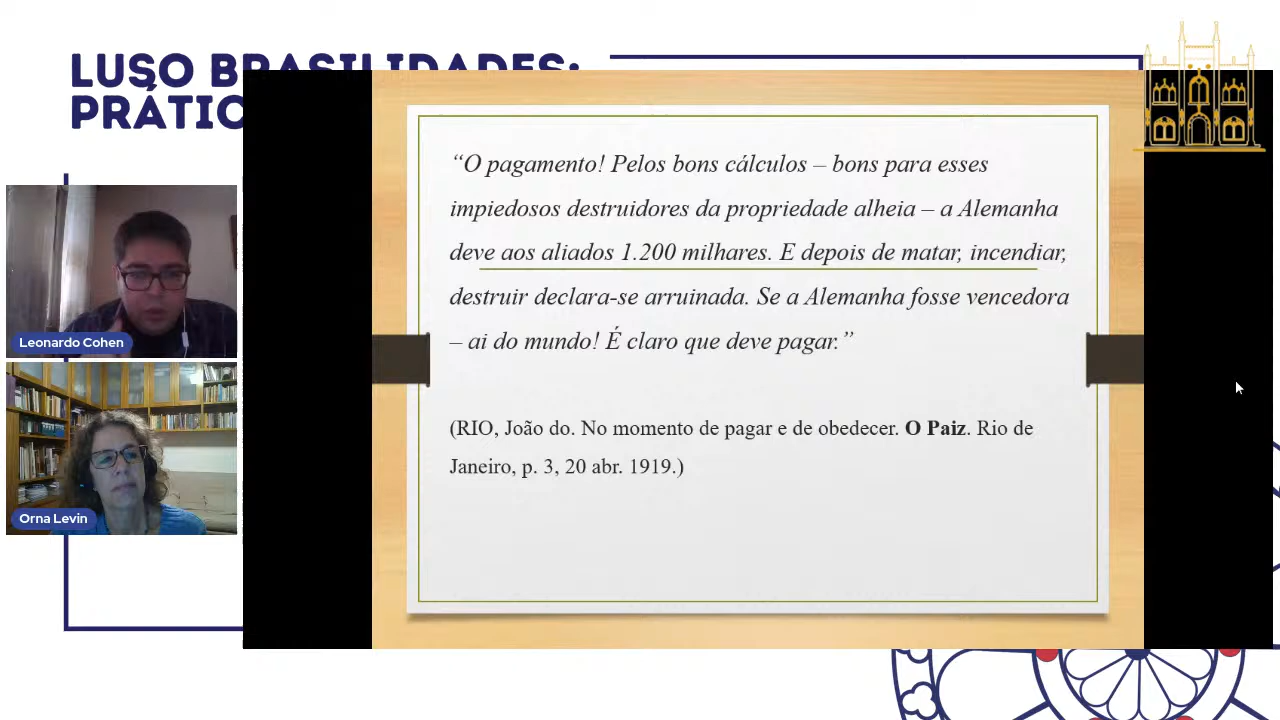 LUSO BRASILIDADES:
PRÁTIC
“O pagamento! Pelos bons cálculos – bons para esses
impiedosos destruidores da propriedade alheia – a Alemanha
deve aos aliados 1.200 milhares. E depois de matar, incendiar,
destruir declara-se arruinada. Se a Alemanha fosse vencedora
– ai do mundo! É claro que deve pagar.”
(RIO, João do. No momento de pagar e de obedecer. O Paiz. Rio de
Janeiro, p. 3, 20 abr. 1919.)
Leonardo Cohen
Orna Levin